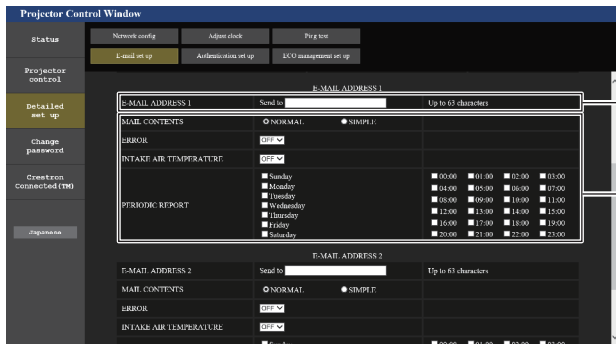 Projector Control Window
Status
Projector control
Detailed set up
Change password
Crestron Connected(TM)
Japanese
Network config Adjust clock Ping test
E-mail set up Authentication set up ECO management set up
E-MAIL ADDRESS 1
E-MAIL ADDRESS 1 Send to Up to 63 characters
MAIL CONTENTS NORMAL SIMPLE
ERROR OFF
INTAKE AIR TEMPERATURE OFF
PERIODIC REPORT
Sunday
Monday
Tuesday
Wednesday
Thursday
Friday
Saturday
00:00 01:00 02:00 03:00
04:00 05:00 06:00 07:00
08:00 09:00 10:00 11:00
12:00 13:00 14:00 15:00
16:00 17:00 18:00 19:00
20:00 21:00 22:00 23:00
E-MAIL ADDRESS 2
E-MAIL ADDRESS 2 Send to Up to 63 characters
MAIL CONTENTS NORMAL SIMPLE
ERROR OFF
INTAKE AIR TEMPERATURE OFF